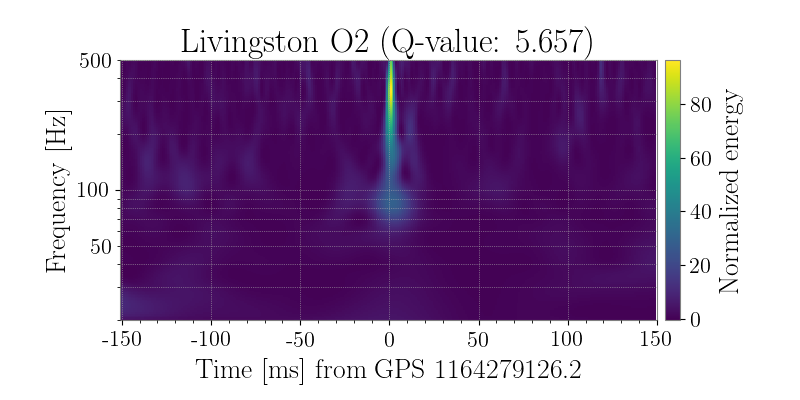 Livingston O2 (Q-value: 5.657)
500
100
50
Frequency [Hz]
-150 -100 -50 0 50 100 150
Time [ms] from GPS 1164279126.2
80
60
40
20
0
Normalized energy